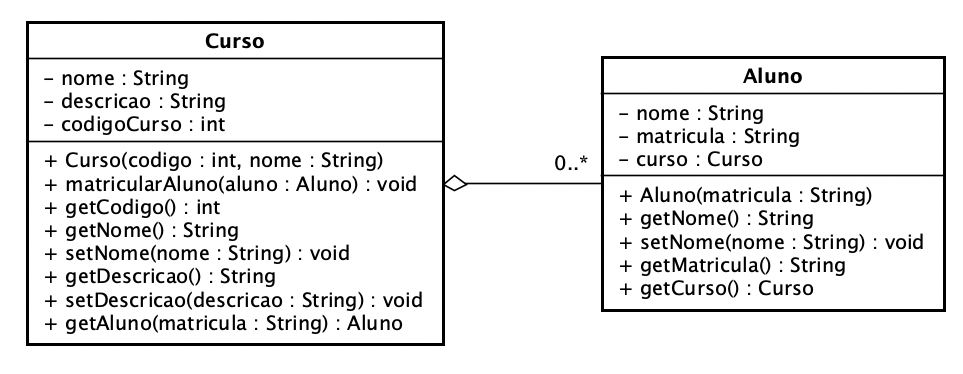 Curso
- nome : String
- descricao : String
- codigoCurso : int
+ Curso(codigo : int, nome : String)
+ matricularAluno(aluno : Aluno) : void
+ getCodigo() : int
+ getNome() : String
+ setNome(nome : String) : void
+ getDescricao() : String
+ setDescricao(descricao : String) : void
+ getAluno(matricula : String) : Aluno
0..*
Aluno
- nome : String
- matricula : String
- curso : Curso
+ Aluno(matricula : String)
+ getNome() : String
+ setNome(nome : String) : void
+ getMatricula() : String
+ getCurso() : Curso